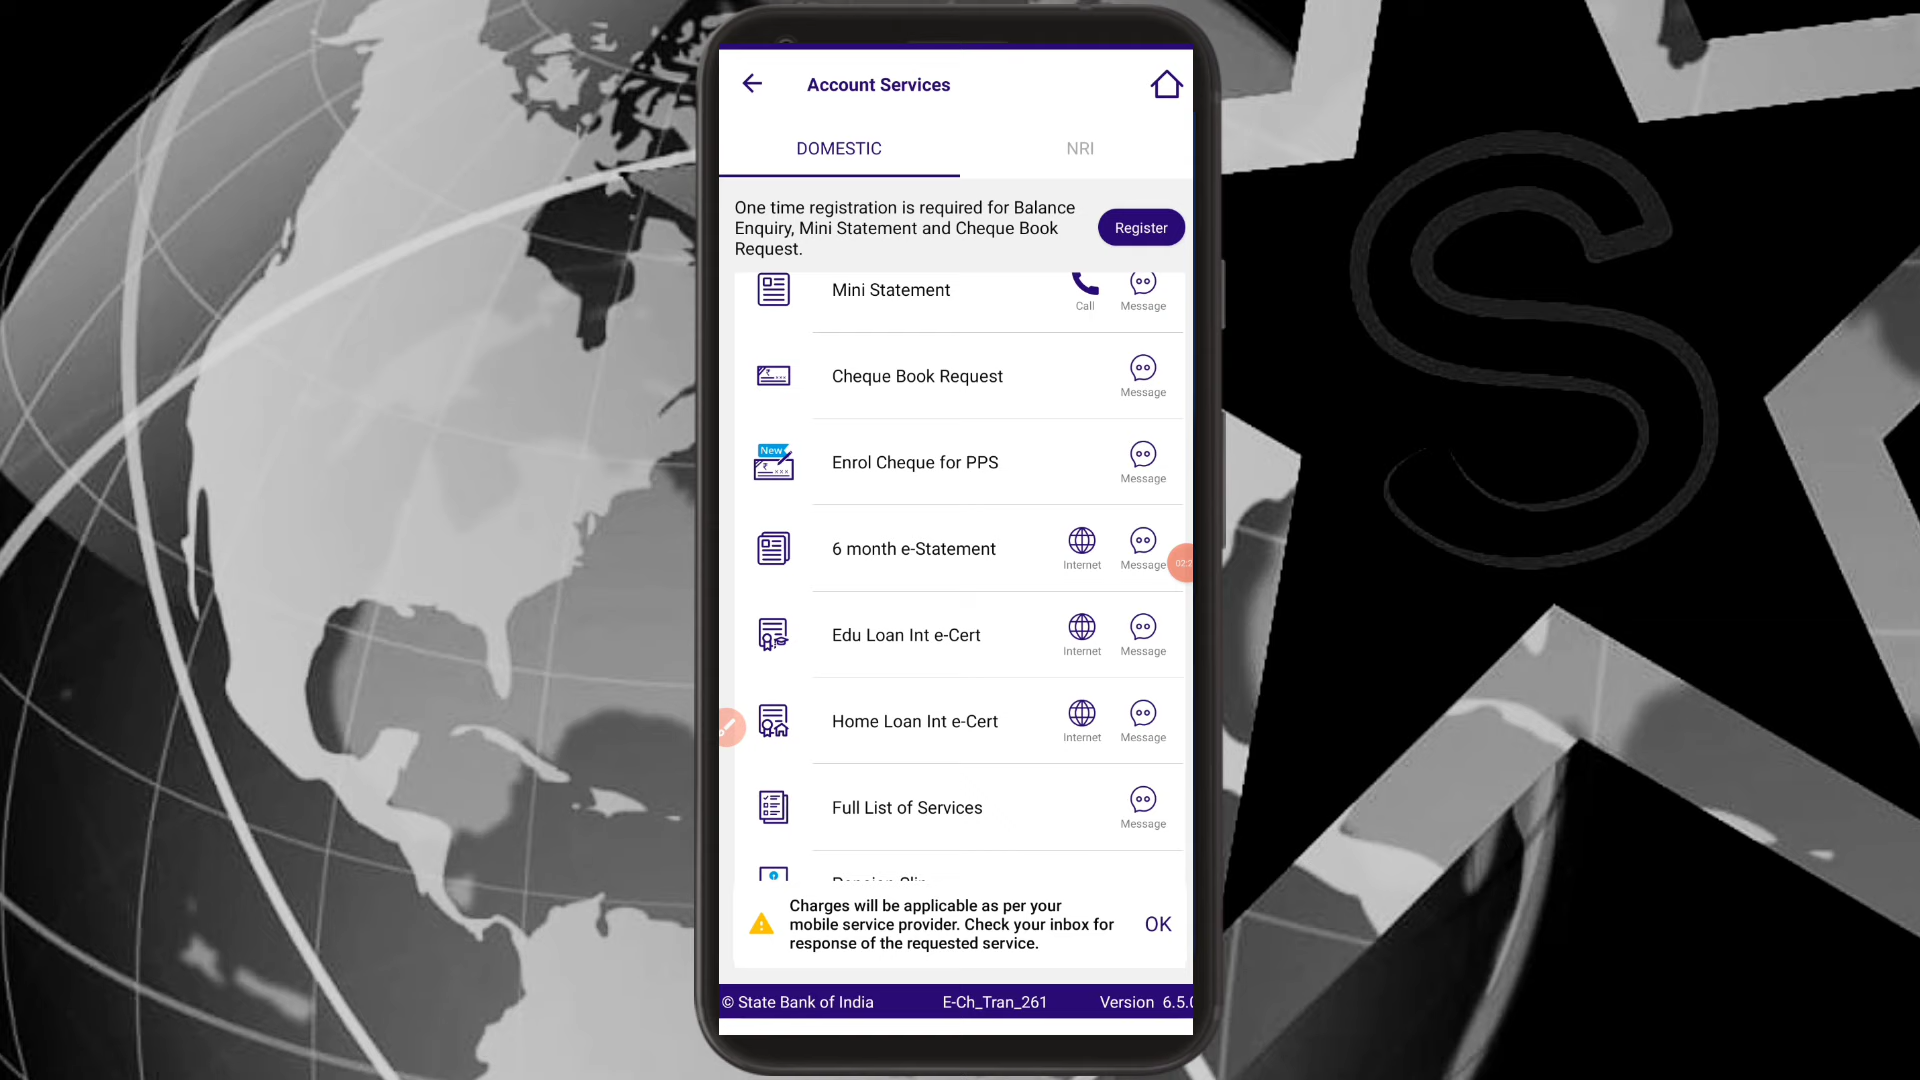 Account Services
DOMESTIC
NRI
One time registration is required for Balance
Enquiry, Mini Statement and Cheque Book
Request.
Register
Mini Statement
Call
Message
Cheque Book Request
Message
New
Enrol Cheque for PPS
Message
6 month e-Statement
Internet
Message
Edu Loan Int e-Cert
Internet
Message
Home Loan Int e-Cert
Internet
Message
Full List of Services
Message
Charges will be applicable as per your
mobile service provider. Check your inbox for
response of the requested service.
OK
© State Bank of India
E-Ch_Tran_261
Version 6.5.0
S